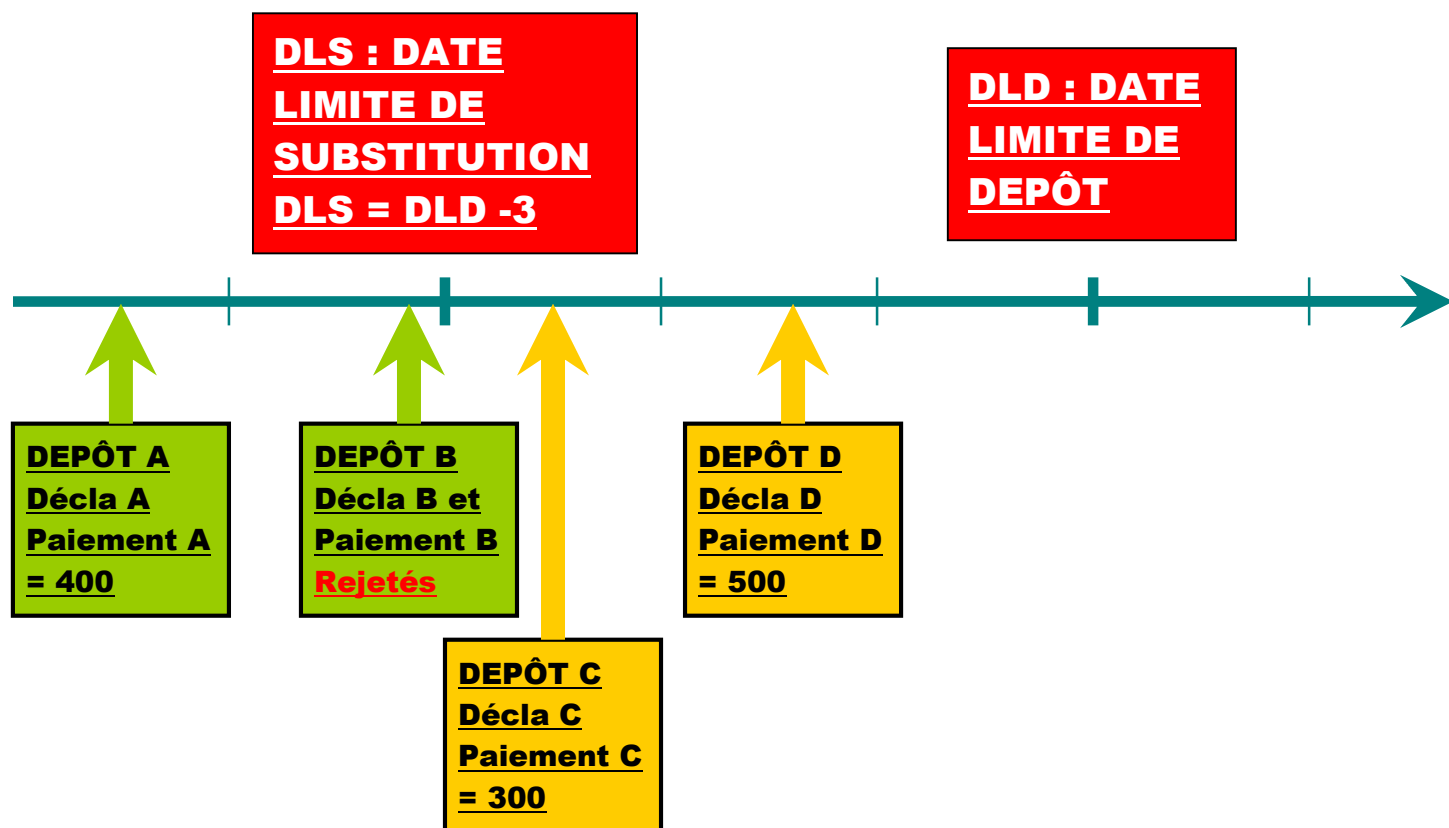 DLS : DATE
LIMITE DE
SUBSTITUTION
DLS = DLD -3
DLD : DATE
LIMITE DE
DEPÔT
DEPÔT A
Décla A
Paiement A
= 400
DEPÔT B
Décla B et
Paiement B
Rejetés
DEPÔT C
Décla C
Paiement C
= 300
DEPÔT D
Décla D
Paiement D
= 500